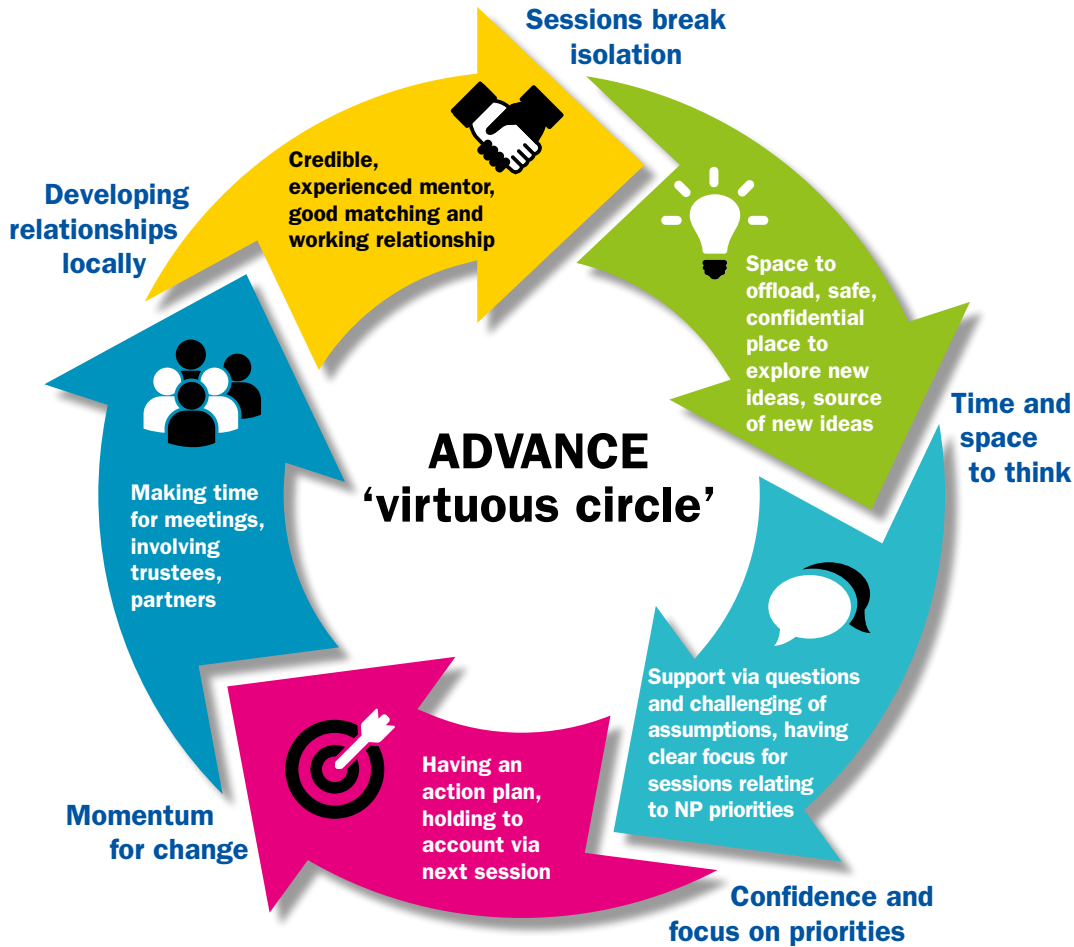 Sessions break
isolation
Credible,
experienced mentor,
good matching and
working relationship
Developing
relationships
locally
Space to
offload, safe,
confidential
place to
explore new
ideas, source
of new ideas
Time and
space
to think
ADVANCE
‘virtuous circle’
Making time
for meetings,
involving
trustees,
partners
Support via questions
and challenging of
assumptions, having
clear focus for
sessions relating
to NP priorities
Having an
action plan,
holding to
account via
next session
Momentum
for change
Confidence and
focus on priorities